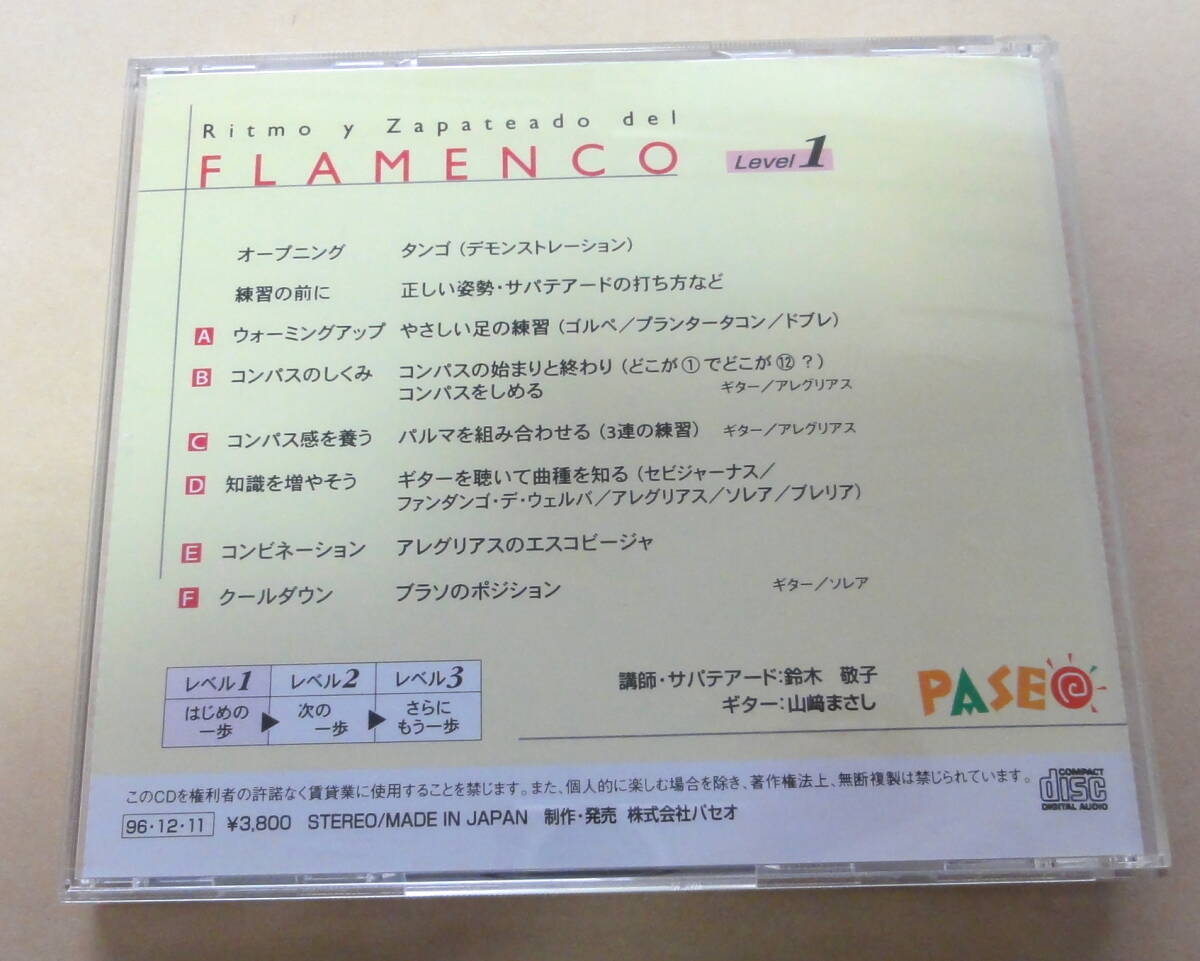 Ritmo y Zapateado del
FLAMENCO Level 1
オープニング タンゴ(デモンストレーション)
練習の前に 正しい姿勢・サパテアードの打ち方など
A ウォーミングアップ やさしい足の練習(ゴルペ/プランタータコン/ドブレ)
B コンパスのしくみ コンパスの始まりと終わり(どこが①でどこが⑫?)
コンパスをしめる ギター/アレグリアス
C コンパス感を養う パルマを組み合わせる(3連の練習) ギター/アレグリアス
D 知識を増やそう ギターを聴いて曲種を知る(セビジャーナス/
ファンダンゴ・デ・ウェルバ/アレグリアス/ソレア/ブレリア)
E コンビネーション アレグリアスのエスコビージャ
F クールダウン ブラソのポジション ギター/ソレア
レベル1 レベル2 レベル3
はじめの 次の さらに
一歩 ▶ 一歩 ▶ もう一歩
講師・サパテアード:鈴木 敬子
ギター:山﨑まさし
PASEO
このCDを権利者の許諾なく賃貸業に使用することを禁じます。また、個人的に楽しむ場合を除き、著作権法上、無断複製は禁じられています。
COMPACT
disc
DIGITAL AUDIO
96・12・11 ¥3,800 STEREO/MADE IN JAPAN 制作・発売 株式会社パセオ